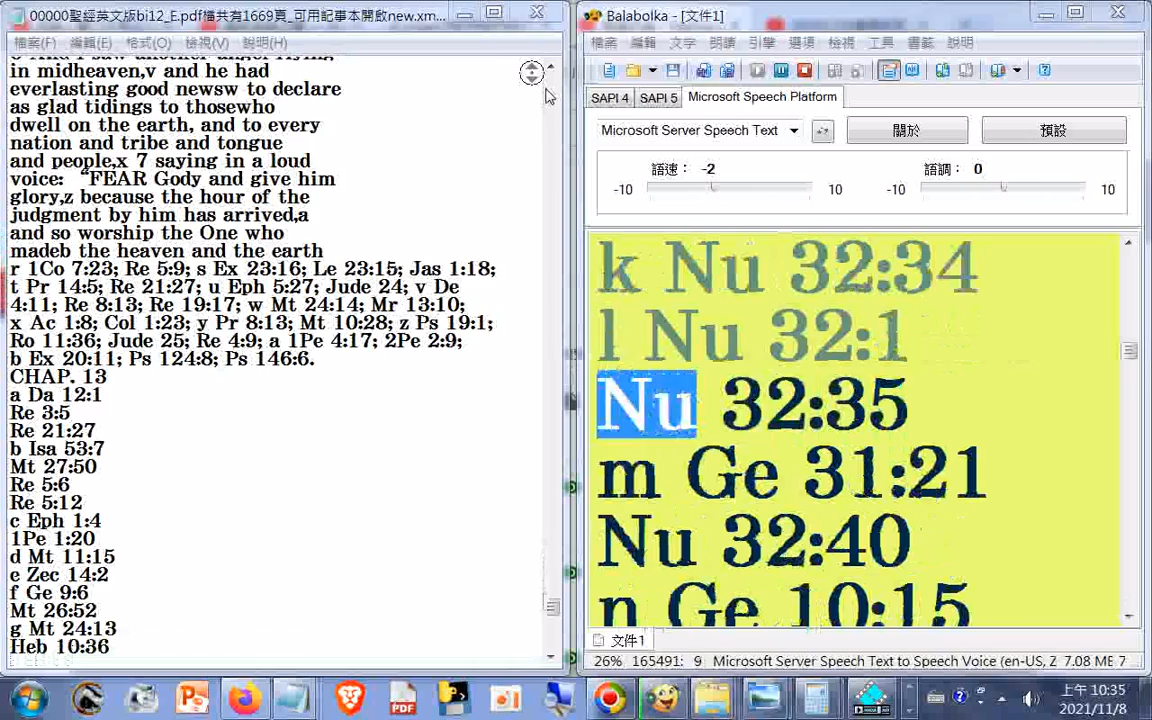 00000聖經英文版bi12_E.pdf檔共有1669頁_可用記事本開啟new.xm...
檔案(F) 編輯(E) 格式(O) 檢視(V) 說明(H)
in midheaven,v and he had
everlasting good newsw to declare
as glad tidings to thosewho
dwell on the earth, and to every
nation and tribe and tongue
and people,x 7 saying in a loud
voice: “FEAR Gody and give him
glory,z because the hour of the
judgment by him has arrived,a
and so worship the One who
madeb the heaven and the earth
r 1Co 7:23; Re 5:9; s Ex 23:16; Le 23:15; Jas 1:18;
t Pr 14:5; Re 21:27; u Eph 5:27; Jude 24; v De
4:11; Re 8:13; Re 19:17; w Mt 24:14; Mr 13:10;
x Ac 1:8; Col 1:23; y Pr 8:13; Mt 10:28; z Ps 19:1;
Ro 11:36; Jude 25; Re 4:9; a 1Pe 4:17; 2Pe 2:9;
b Ex 20:11; Ps 124:8; Ps 146:6.
CHAP. 13
a Da 12:1
Re 3:5
Re 21:27
b Isa 53:7
Mt 27:50
Re 5:6
Re 5:12
c Eph 1:4
1Pe 1:20
d Mt 11:15
e Zec 14:2
f Ge 9:6
Mt 26:52
g Mt 24:13
Heb 10:36
Balabolka - [文件1]
檔案 編輯 文字 朗讀 引擎 選項 檢視 工具 書籤 說明
SAPI 4 SAPI 5 Microsoft Speech Platform
Microsoft Server Speech Text 關於 預設
語速: -2 語調: 0
-10 10 -10 10
k Nu 32:34
l Nu 32:1
Nu 32:35
m Ge 31:21
Nu 32:40
n Ge 10:15
文件1
26% 165491: 9 Microsoft Server Speech Text to Speech Voice (en-US, Z 7.08 MB 7
上午 10:35
2021/11/8